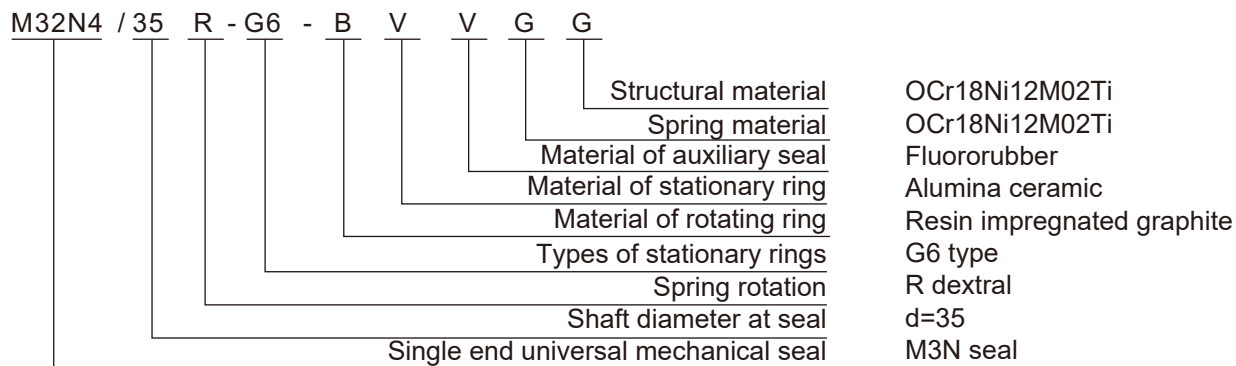 M32N4 / 35 R - G6 - B V V G G
Structural material OCr18Ni12M02Ti
Spring material OCr18Ni12M02Ti
Material of auxiliary seal Fluororubber
Material of stationary ring Alumina ceramic
Material of rotating ring Resin impregnated graphite
Types of stationary rings G6 type
Spring rotation R dextral
Shaft diameter at seal d=35
Single end universal mechanical seal M3N seal